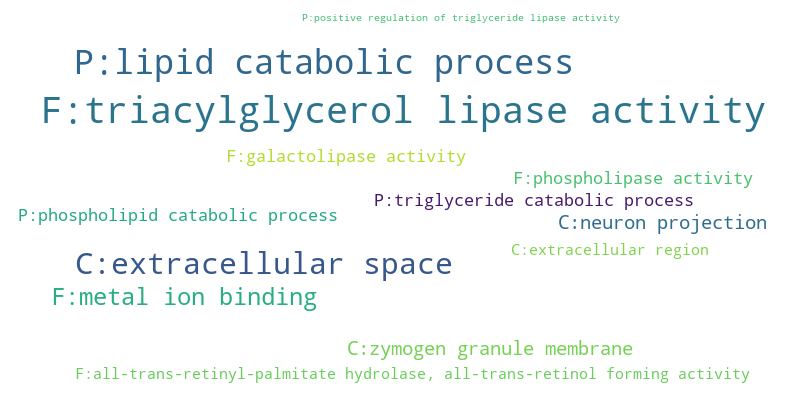 P:positive regulation of triglyceride lipase activity
P:lipid catabolic process
F:triacylglycerol lipase activity
F:galactolipase activity
F:phospholipase activity
P:triglyceride catabolic process
P:phospholipid catabolic process
C:neuron projection
C:extracellular region
C:extracellular space
F:metal ion binding
C:zymogen granule membrane
F:all-trans-retinyl-palmitate hydrolase, all-trans-retinol forming activity